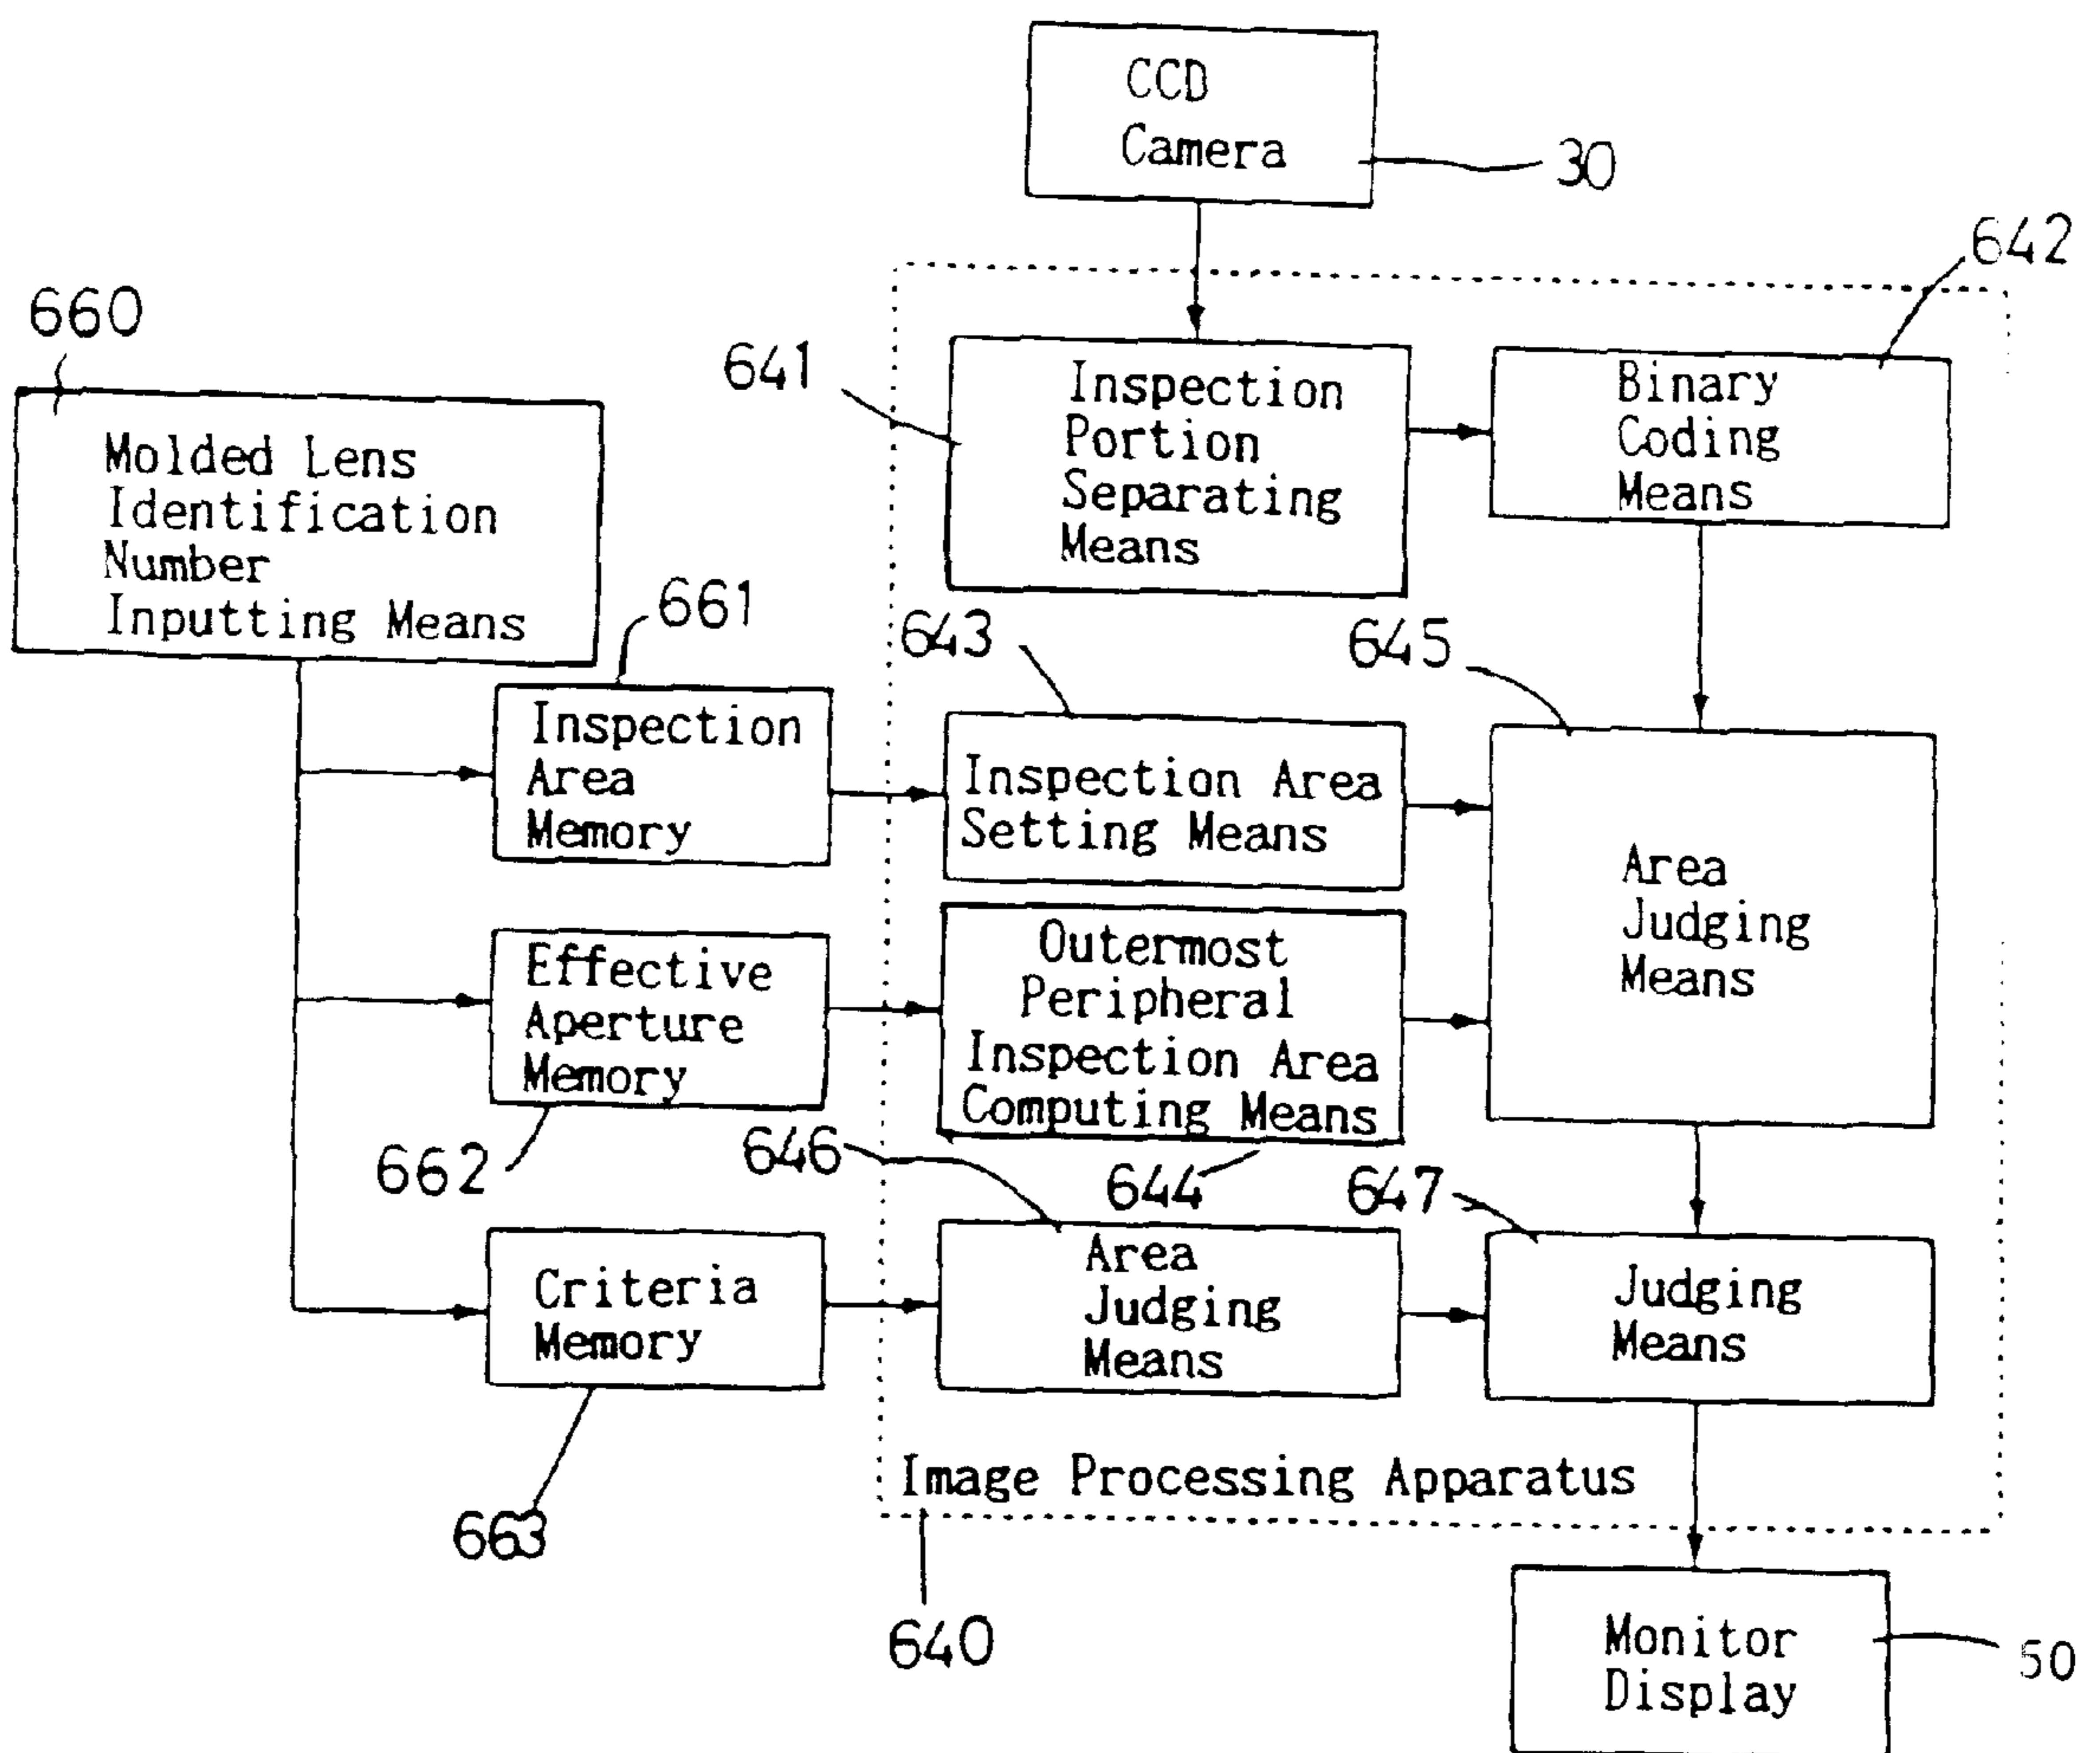 CCD
Camera
30
642
660
641
Inspection
Portion
Separating
Means
Binary
Coding
Means
Molded Lens
Identification
Number
Inputting Means
661
643
645
Inspection
Area
Memory
Inspection Area
Setting Means
Area
Judging
Means
Effective
Aperture
Memory
Outermost
Peripheral
Inspection Area
Computing Means
662
646
644
647
Criteria
Memory
Area
Judging
Means
Judging
Means
Image Processing Apparatus
663
640
Monitor
Display
50